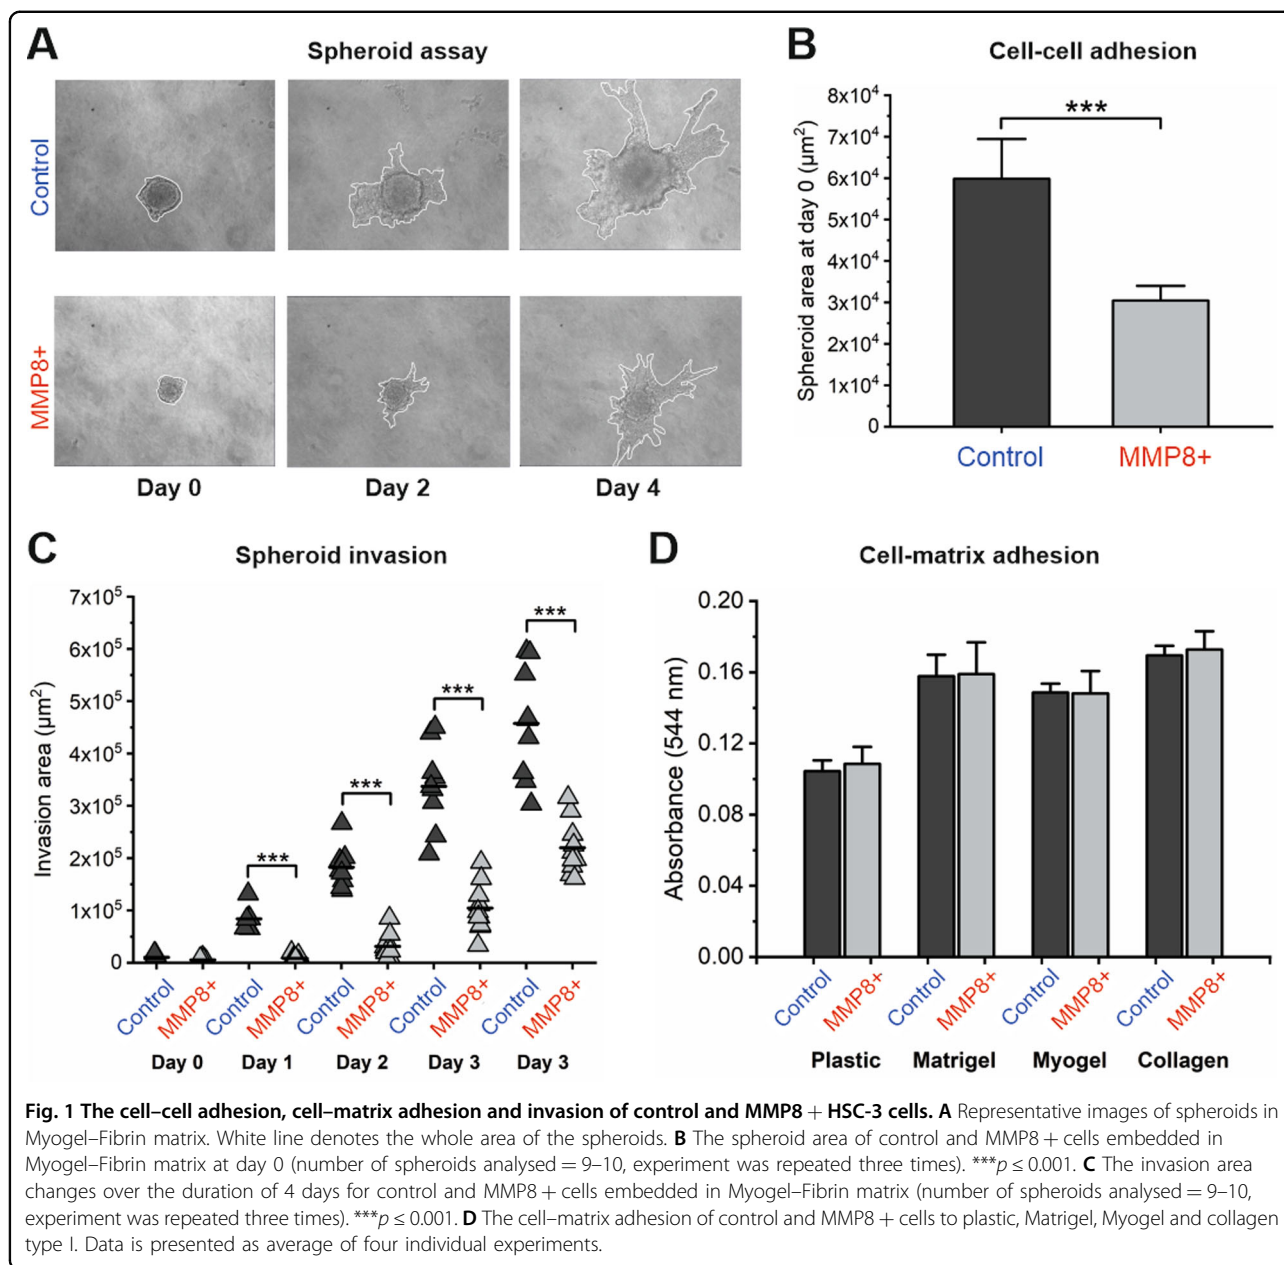 A
Spheroid assay
Control
MMP8+
Day 0
Day 2
Day 4
B
Cell-cell adhesion
Spheroid area at day 0 (µm²)
8x10⁴
7x10⁴
6x10⁴
5x10⁴
4x10⁴
3x10⁴
2x10⁴
1x10⁴
0
***
Control
MMP8+
C
Spheroid invasion
Invasion area (µm²)
7x10⁵
6x10⁵
5x10⁵
4x10⁵
3x10⁵
2x10⁵
1x10⁵
0
***
***
***
***
Control MMP8+ Control MMP8+ Control MMP8+ Control MMP8+ Control MMP8+
Day 0 Day 1 Day 2 Day 3 Day 3
D
Cell-matrix adhesion
Absorbance (544 nm)
0.20
0.16
0.12
0.08
0.04
0.00
Control MMP8+ Control MMP8+ Control MMP8+ Control MMP8+
Plastic Matrigel Myogel Collagen
Fig. 1 The cell–cell adhesion, cell–matrix adhesion and invasion of control and MMP8 + HSC-3 cells. A Representative images of spheroids in
Myogel–Fibrin matrix. White line denotes the whole area of the spheroids. B The spheroid area of control and MMP8 + cells embedded in
Myogel–Fibrin matrix at day 0 (number of spheroids analysed = 9–10, experiment was repeated three times). ***p ≤ 0.001. C The invasion area
changes over the duration of 4 days for control and MMP8 + cells embedded in Myogel–Fibrin matrix (number of spheroids analysed = 9–10,
experiment was repeated three times). ***p ≤ 0.001. D The cell–matrix adhesion of control and MMP8 + cells to plastic, Matrigel, Myogel and collagen
type I. Data is presented as average of four individual experiments.